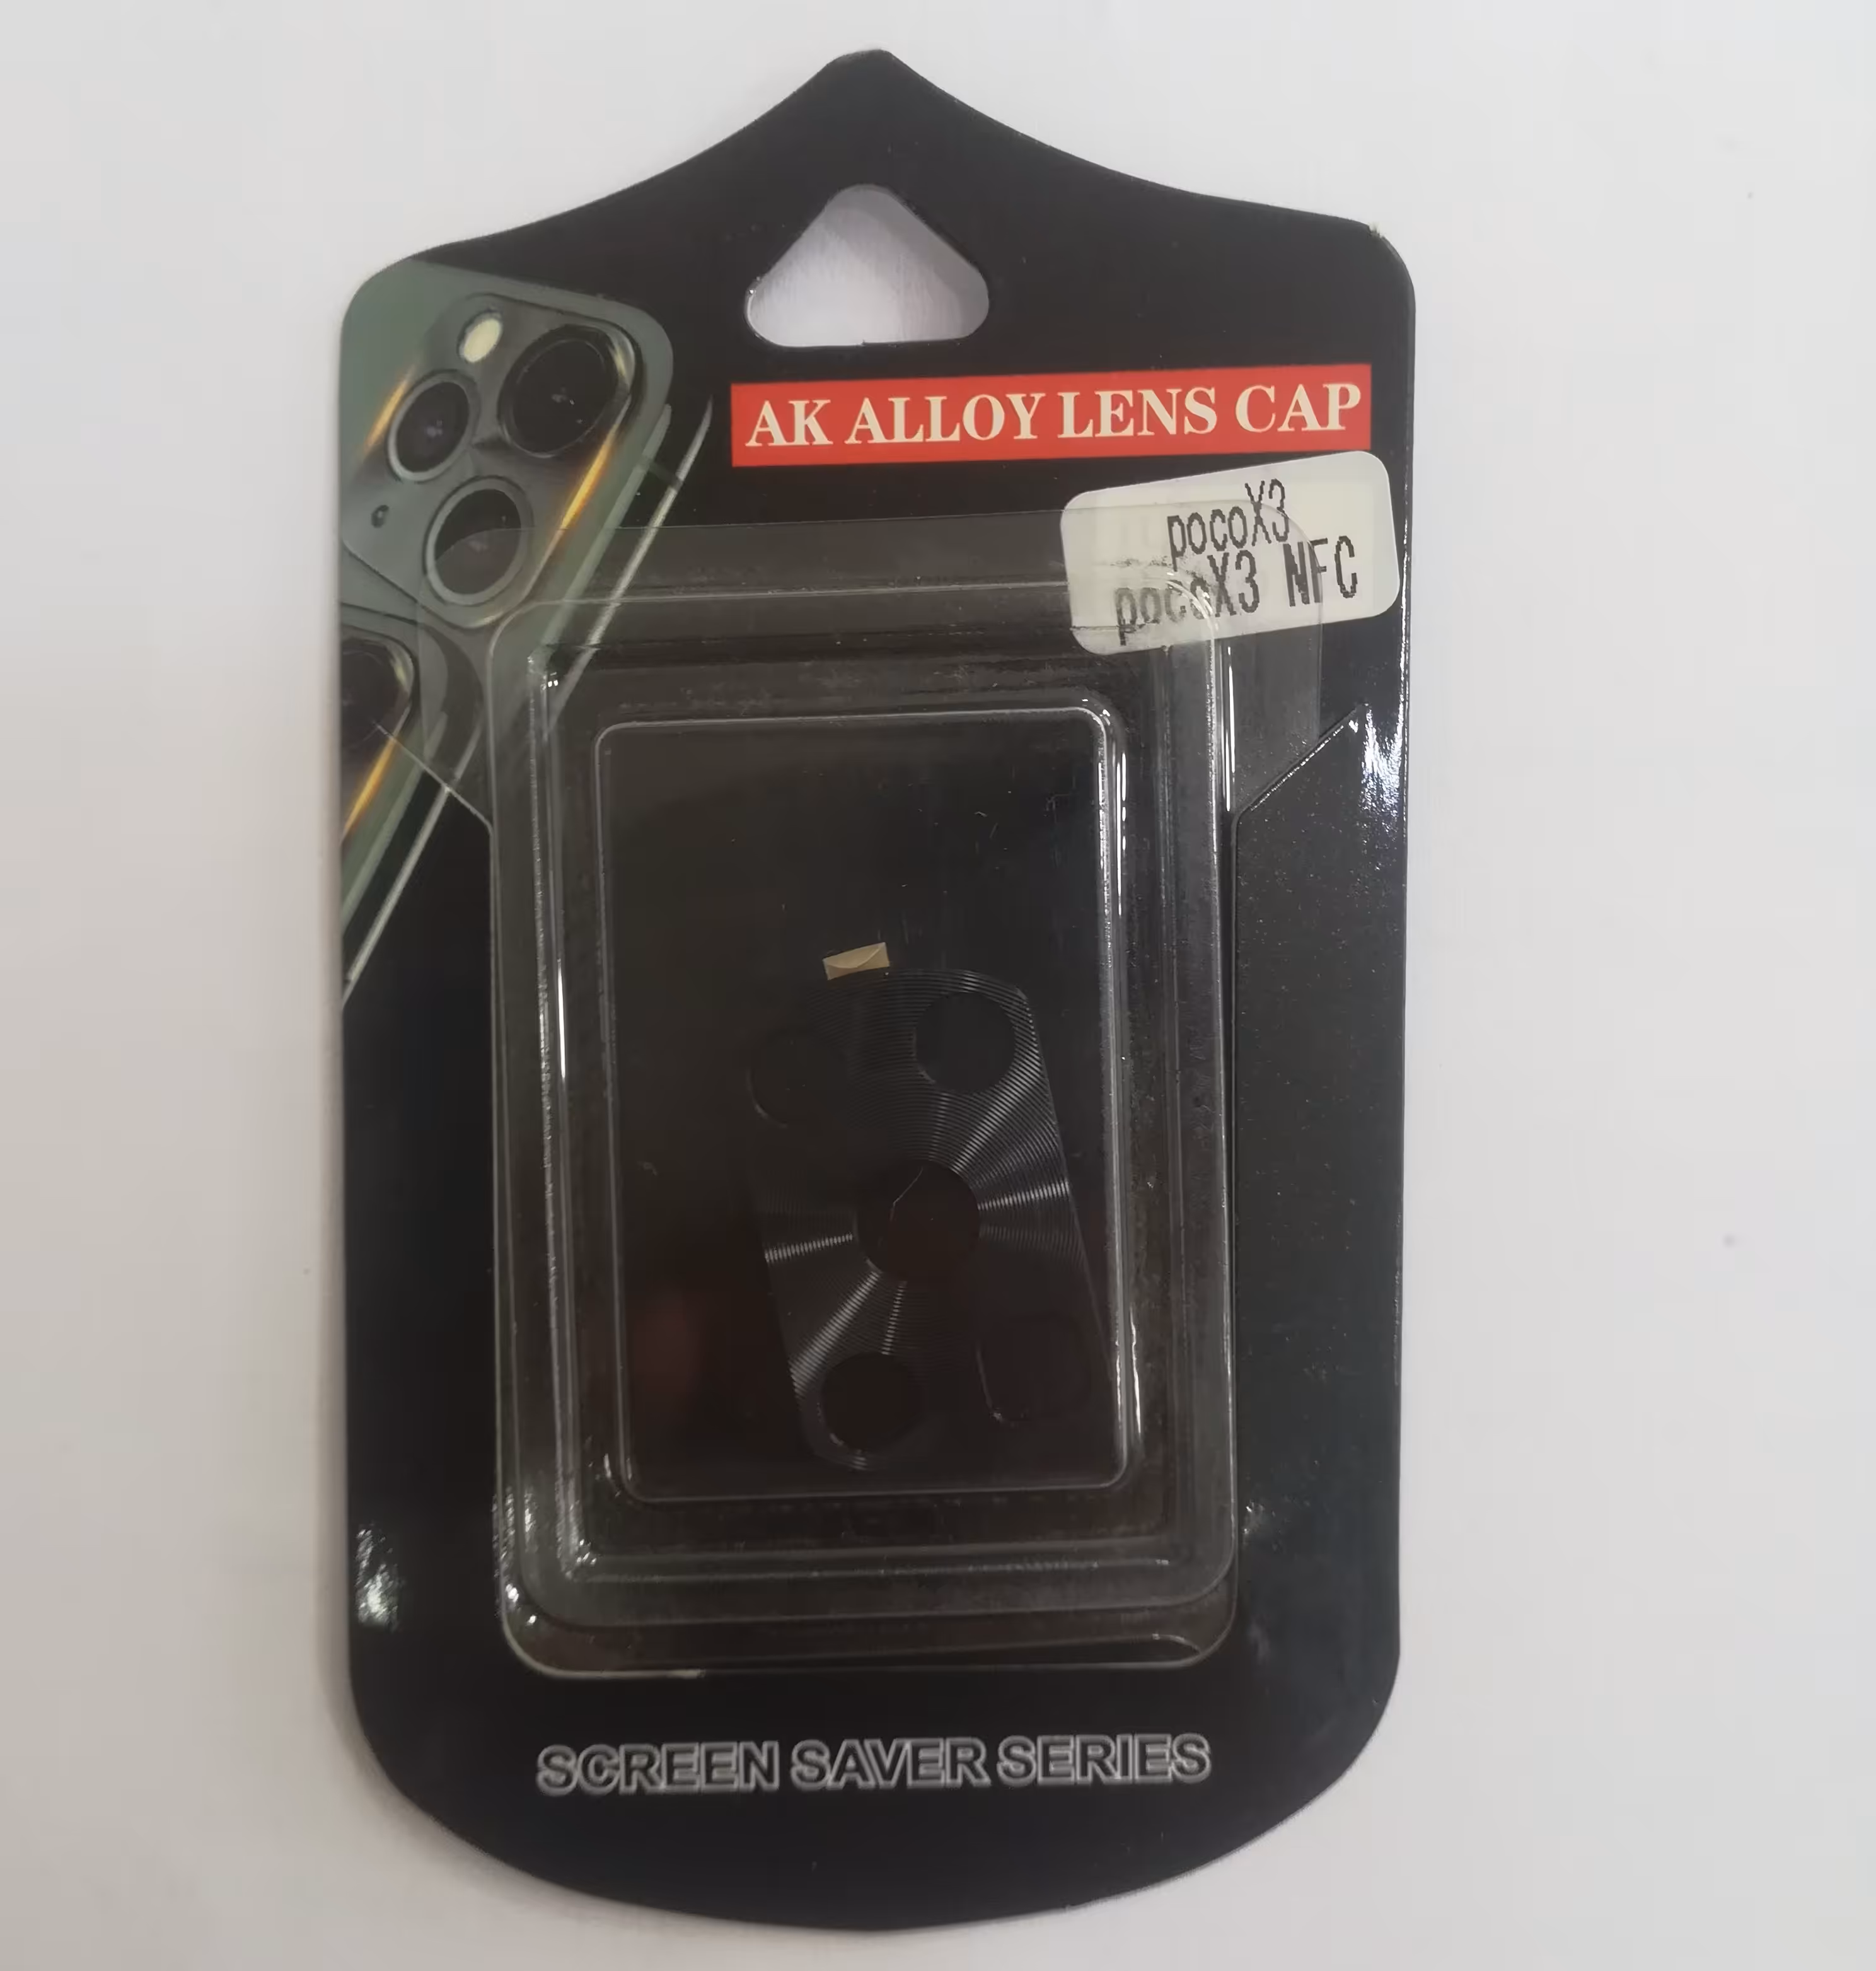 AK ALLOY LENS CAP
pocoX3
pocoX3 NFC
SCREEN SAVER SERIES